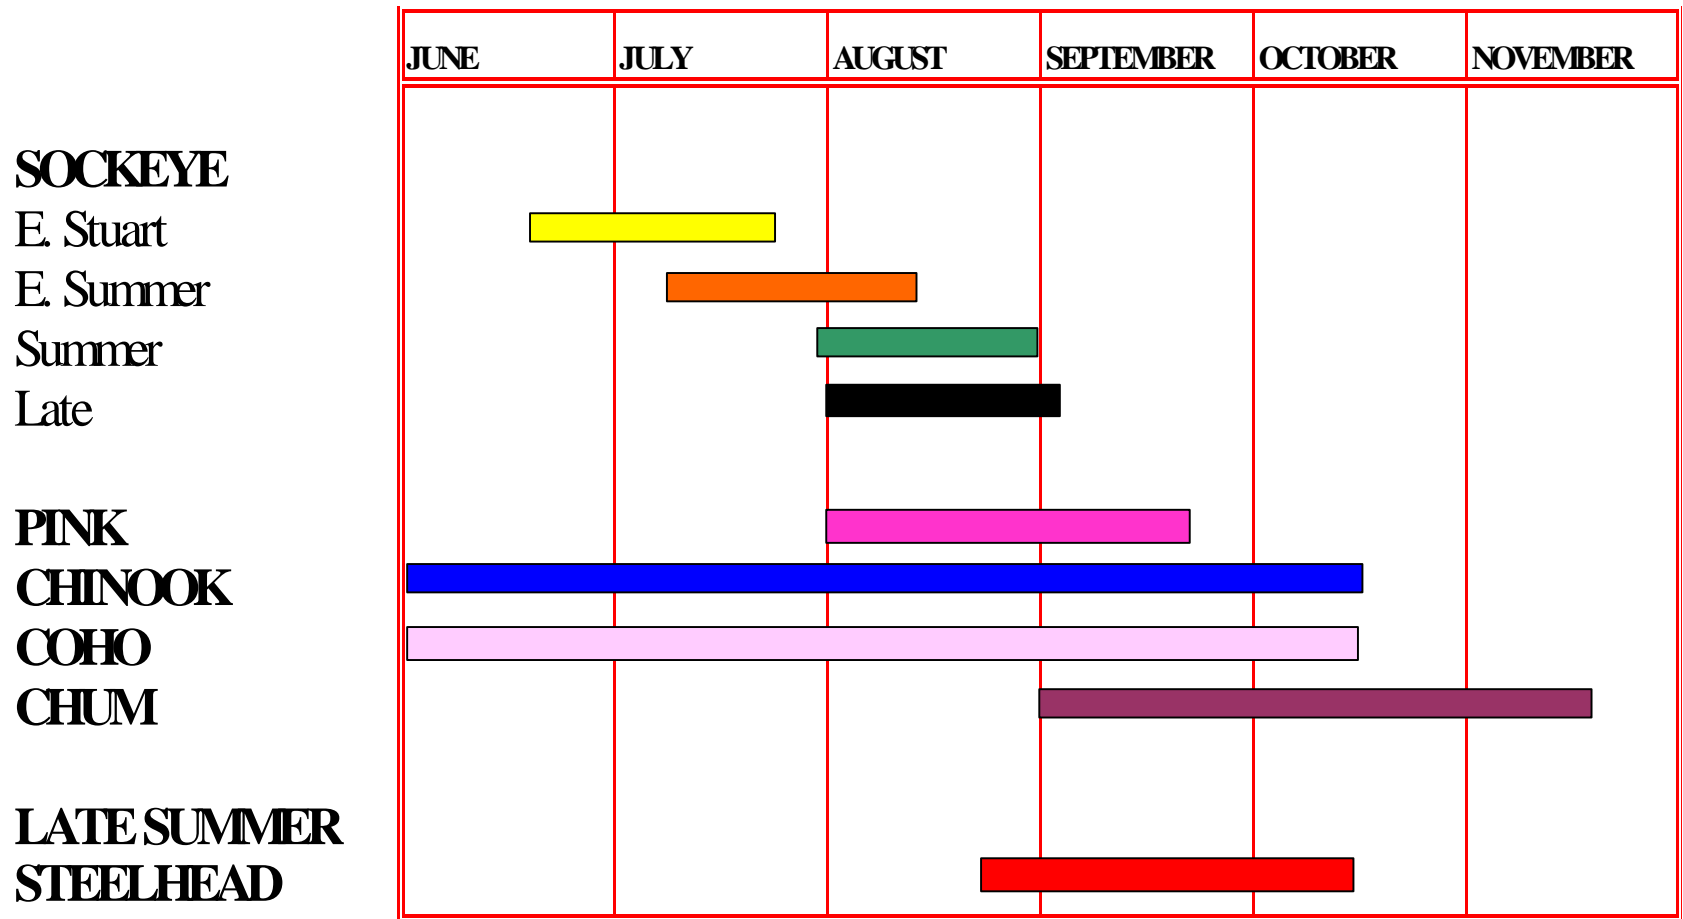 JUNE JULY AUGUST SEPTEMBER OCTOBER NOVEMBER
SOCKEYE
E. Stuart
E. Summer
Summer
Late
PINK
CHINOOK
COHO
CHUM
LATE SUMMER
STEELHEAD